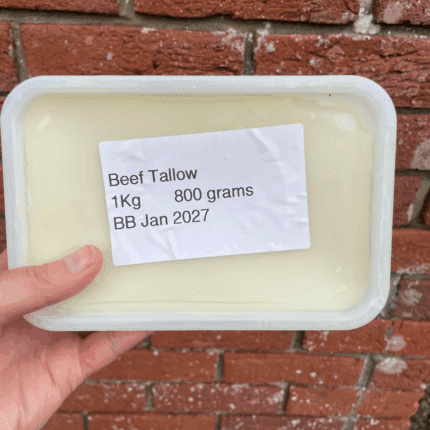 Beef Tallow
1Kg 800 grams
BB Jan 2027